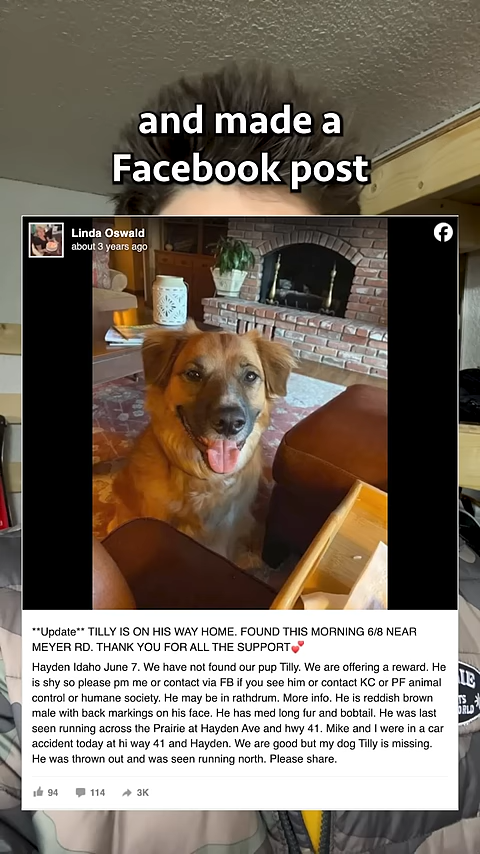 and made a
Facebook post
Linda Oswald
about 3 years ago
**Update** TILLY IS ON HIS WAY HOME. FOUND THIS MORNING 6/8 NEAR
MEYER RD. THANK YOU FOR ALL THE SUPPORT💕
Hayden Idaho June 7. We have not found our pup Tilly. We are offering a reward. He
is shy so please pm me or contact via FB if you see him or contact KC or PF animal
control or humane society. He may be in rathdrum. More info. He is reddish brown
male with back markings on his face. He has med long fur and bobtail. He was last
seen running across the Prairie at Hayden Ave and hwy 41. Mike and I were in a car
accident today at hi way 41 and Hayden. We are good but my dog Tilly is missing.
He was thrown out and was seen running north. Please share.
94 114 3K